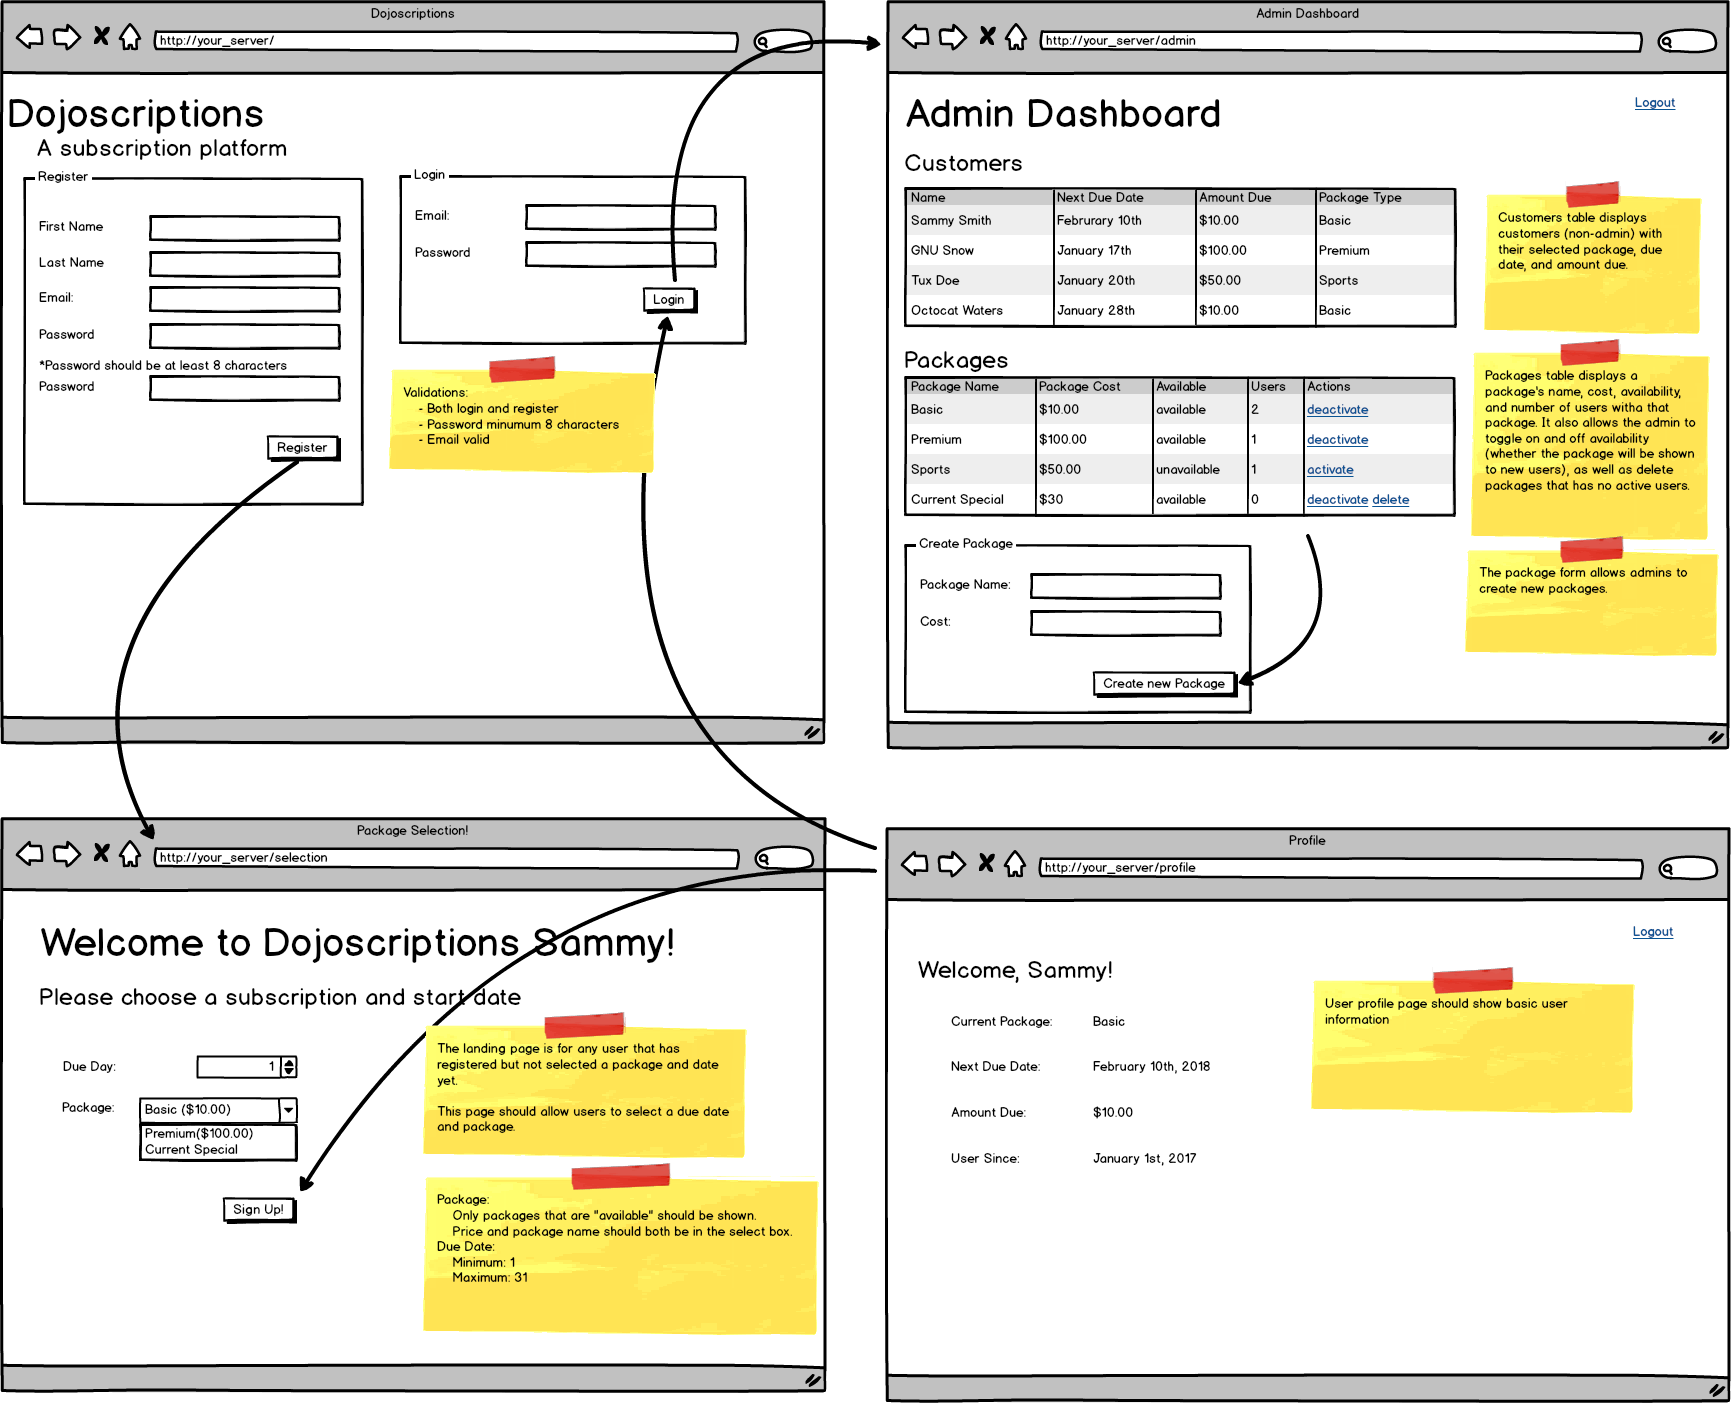 Dojoscriptions
http://your_server/
Dojoscriptions
A subscription platform
Register
First Name
Last Name
Email:
Password
*Password should be at least 8 characters
Password
Register
Login
Email:
Password
Login
Validations:
- Both login and register
- Password minumum 8 characters
- Email valid
Admin Dashboard
http://your_server/admin
Admin Dashboard
Logout
Customers
Name Next Due Date Amount Due Package Type
Sammy Smith Februrary 10th $10.00 Basic
GNU Snow January 17th $100.00 Premium
Tux Doe January 20th $50.00 Sports
Octocat Waters January 28th $10.00 Basic
Customers table displays
customers (non-admin) with
their selected package, due
date, and amount due.
Packages
Package Name Package Cost Available Users Actions
Basic $10.00 available 2 deactivate
Premium $100.00 available 1 deactivate
Sports $50.00 unavailable 1 activate
Current Special $30 available 0 deactivate delete
Packages table displays a
package's name, cost, availability,
and number of users witha that
package. It also allows the admin to
toggle on and off availability
(whether the package will be shown
to new users), as well as delete
packages that has no active users.
Create Package
Package Name:
Cost:
Create new Package
The package form allows admins to
create new packages.
Package Selection!
http://your_server/selection
Welcome to Dojoscriptions Sammy!
Please choose a subscription and start date
Due Day: 1
Package: Basic ($10.00)
Premium($100.00)
Current Special
Sign Up!
The landing page is for any user that has
registered but not selected a package and date
yet.
This page should allow users to select a due date
and package.
Package:
Only packages that are "available" should be shown.
Price and package name should both be in the select box.
Due Date:
Minimum: 1
Maximum: 31
Profile
http://your_server/profile
Logout
Welcome, Sammy!
Current Package: Basic
Next Due Date: February 10th, 2018
Amount Due: $10.00
User Since: January 1st, 2017
User profile page should show basic user
information